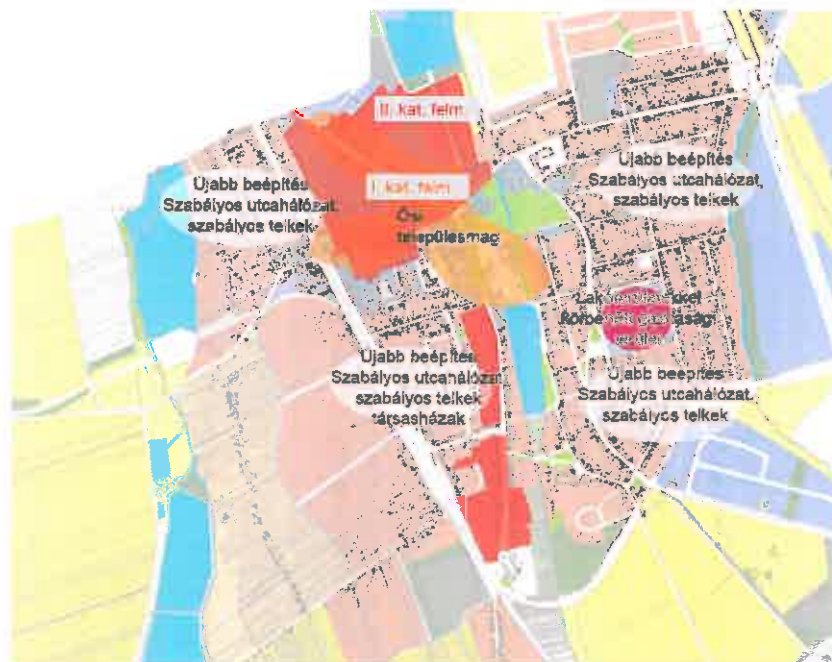 II. kat. felm.
I. kat. felm.
Ősi
településmag
Újabb beépítés
Szabályos utcahálózat,
szabályos telkek
Újabb beépítés
Szabályos utcahálózat,
szabályos telkek
körbenőtt
Újabb beépítés
Szabályos utcahálózat,
szabályos telkek
társasházak
Újabb beépítés
Szabályos utcahálózat,
szabályos telkek